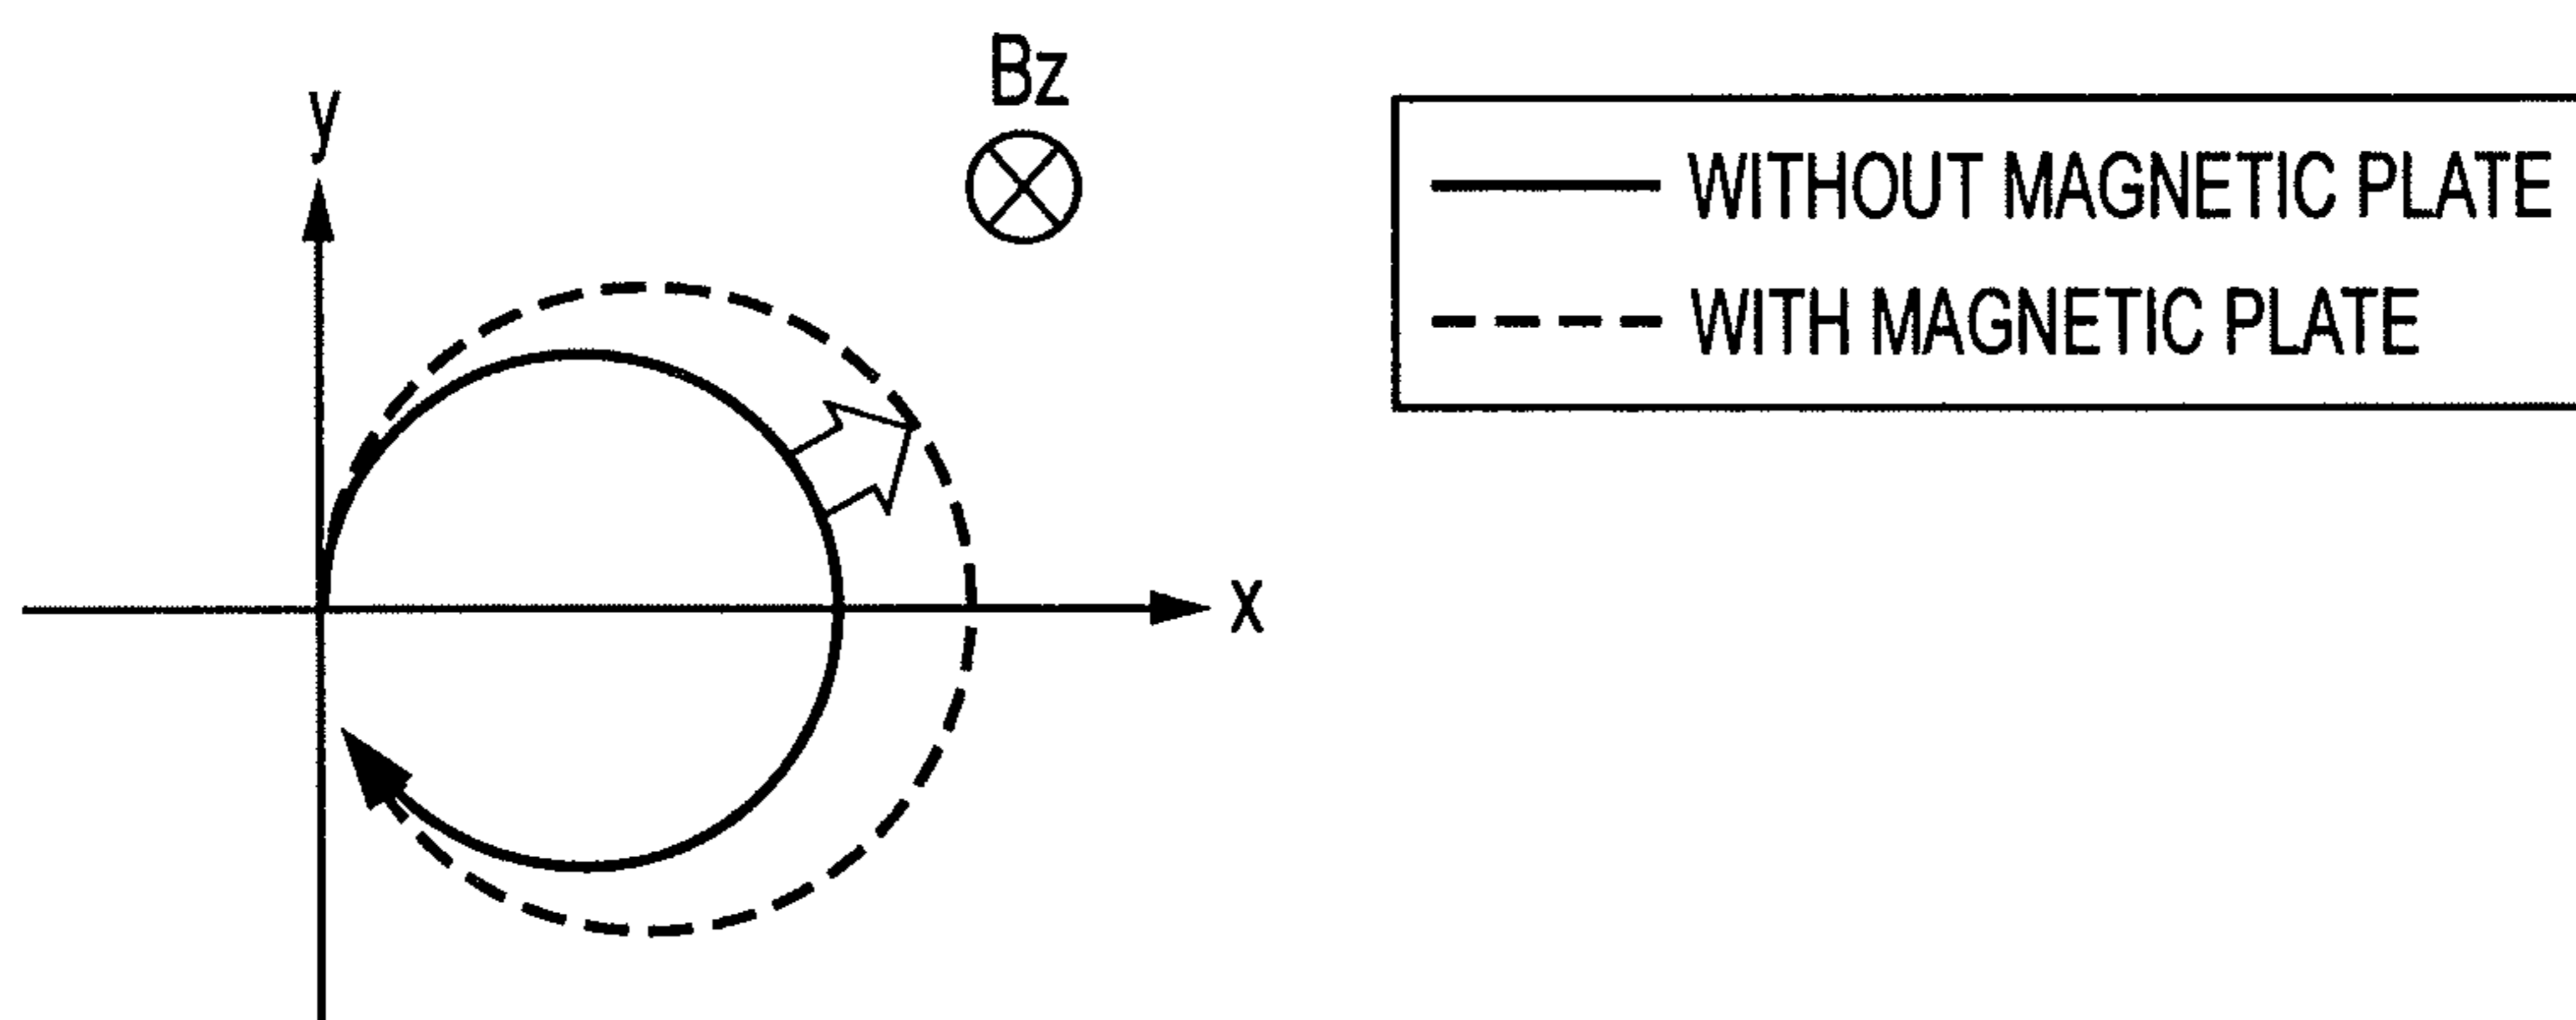 Bz
y
WITHOUT MAGNETIC PLATE
WITH MAGNETIC PLATE
x